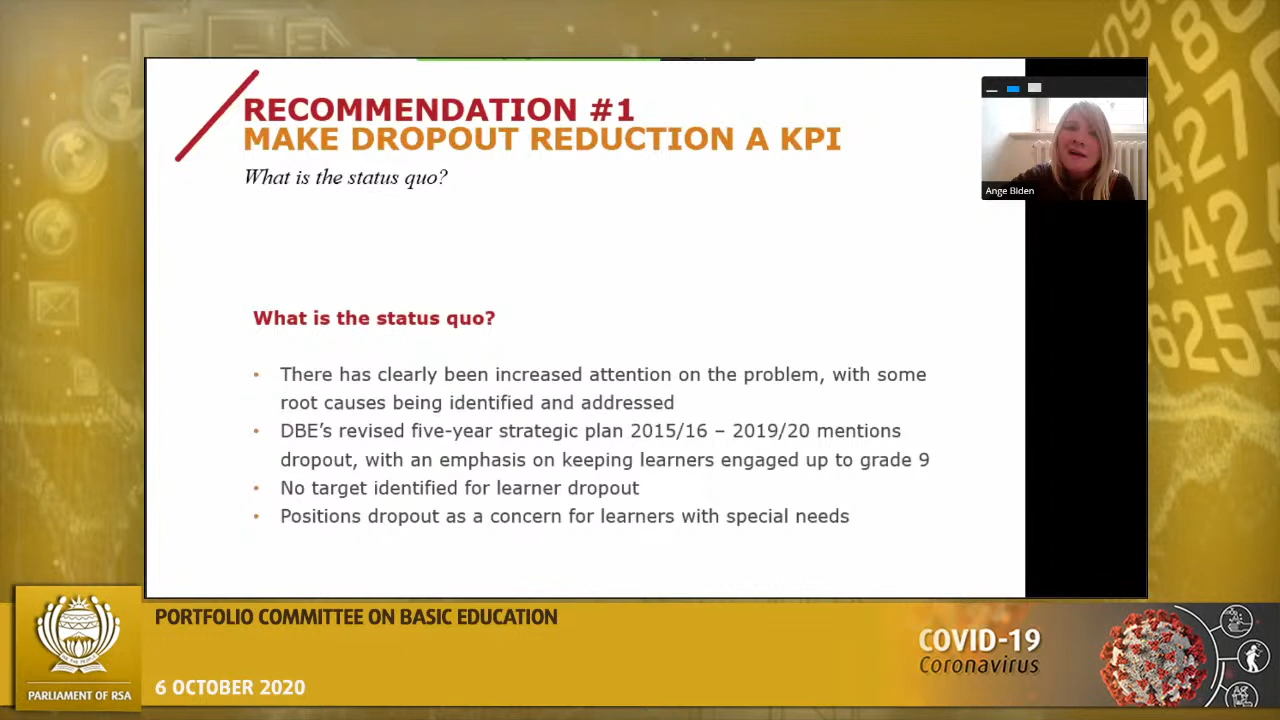 RECOMMENDATION #1
MAKE DROPOUT REDUCTION A KPI
What is the status quo?
Ange Biden
What is the status quo?
• There has clearly been increased attention on the problem, with some
root causes being identified and addressed
• DBE’s revised five-year strategic plan 2015/16 – 2019/20 mentions
dropout, with an emphasis on keeping learners engaged up to grade 9
• No target identified for learner dropout
• Positions dropout as a concern for learners with special needs
PORTFOLIO COMMITTEE ON BASIC EDUCATION
6 OCTOBER 2020
PARLIAMENT OF RSA
COVID-19
Coronavirus